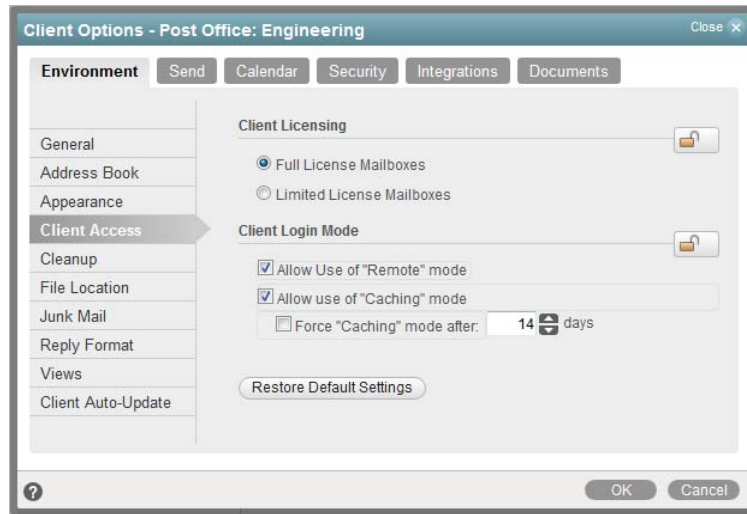 Client Options - Post Office: Engineering
Close x
Environment Send Calendar Security Integrations Documents
General
Address Book
Appearance
Client Access
Cleanup
File Location
Junk Mail
Reply Format
Views
Client Auto-Update
Client Licensing
Full License Mailboxes
Limited License Mailboxes
Client Login Mode
Allow Use of "Remote" mode
Allow use of "Caching" mode
Force "Caching" mode after: 14 days
Restore Default Settings
?
OK Cancel